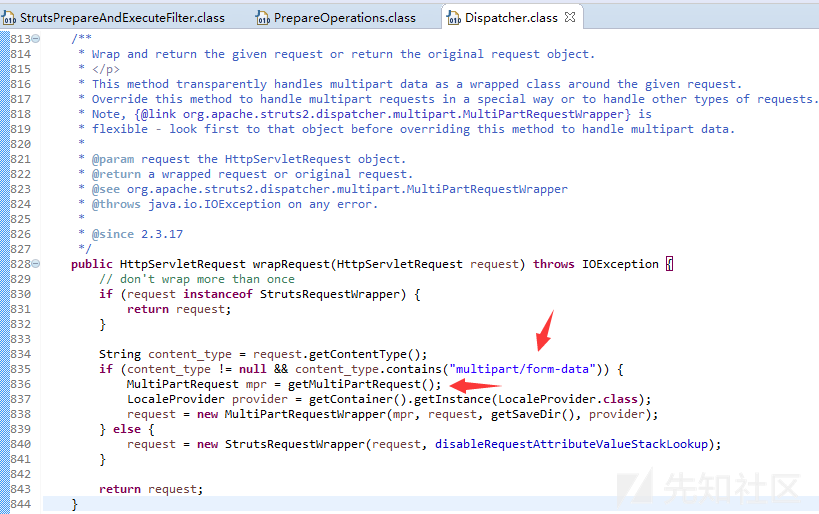 StrutsPrepareAndExecuteFilter.class PrepareOperations.class Dispatcher.class
813 /**
814 * Wrap and return the given request or return the original request object.
815 * </p>
816 * This method transparently handles multipart data as a wrapped class around the given request.
817 * Override this method to handle multipart requests in a special way or to handle other types of requests.
818 * Note, {@link org.apache.struts2.dispatcher.multipart.MultiPartRequestWrapper} is
819 * flexible - look first to that object before overriding this method to handle multipart data.
820 *
821 * @param request the HttpServletRequest object.
822 * @return a wrapped request or original request.
823 * @see org.apache.struts2.dispatcher.multipart.MultiPartRequestWrapper
824 * @throws java.io.IOException on any error.
825 *
826 * @since 2.3.17
827 */
828 public HttpServletRequest wrapRequest(HttpServletRequest request) throws IOException {
829 // don't wrap more than once
830 if (request instanceof StrutsRequestWrapper) {
831 return request;
832 }
833
834 String content_type = request.getContentType();
835 if (content_type != null && content_type.contains("multipart/form-data")) {
836 MultiPartRequest mpr = getMultiPartRequest();
837 LocaleProvider provider = getContainer().getInstance(LocaleProvider.class);
838 request = new MultiPartRequestWrapper(mpr, request, getSaveDir(), provider);
839 } else {
840 request = new StrutsRequestWrapper(request, disableRequestAttributeValueStackLookup);
841 }
842
843 return request;
844 }
先知社区